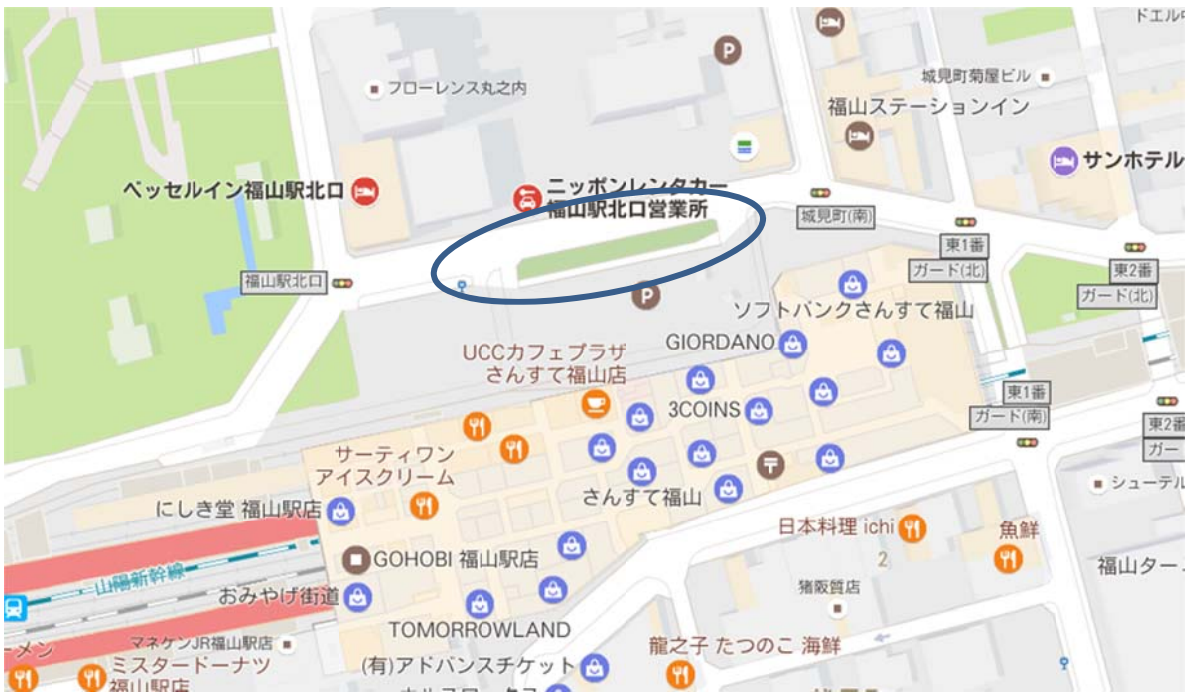 ドエル
P
フローレンス丸之内
城見町菊屋ビル
福山ステーションイン
サンホテル
ベッセルイン福山駅北口
ニッポンレンタカー
福山駅北口営業所
城見町(南)
東1番
ガード(北)
東2番
ガード(北)
福山駅北口
P
ソフトバンクさんすて福山
GIORDANO
UCCカフェプラザ
さんすて福山店
3COINS
東1番
ガード(南)
東2番
ガー
サーティワン
アイスクリーム
さんすて福山
シューテル
にしき堂 福山駅店
日本料理 ichi
魚鮮
2
GOHOBI 福山駅店
山陽新幹線
おみやげ街道
猪阪質店
福山ター
TOMORROWLAND
マネケンJR福山駅店
龍之子 たつのこ 海鮮
ーメン
ミスタードーナツ
福山駅店
(有)アドバンスチケット